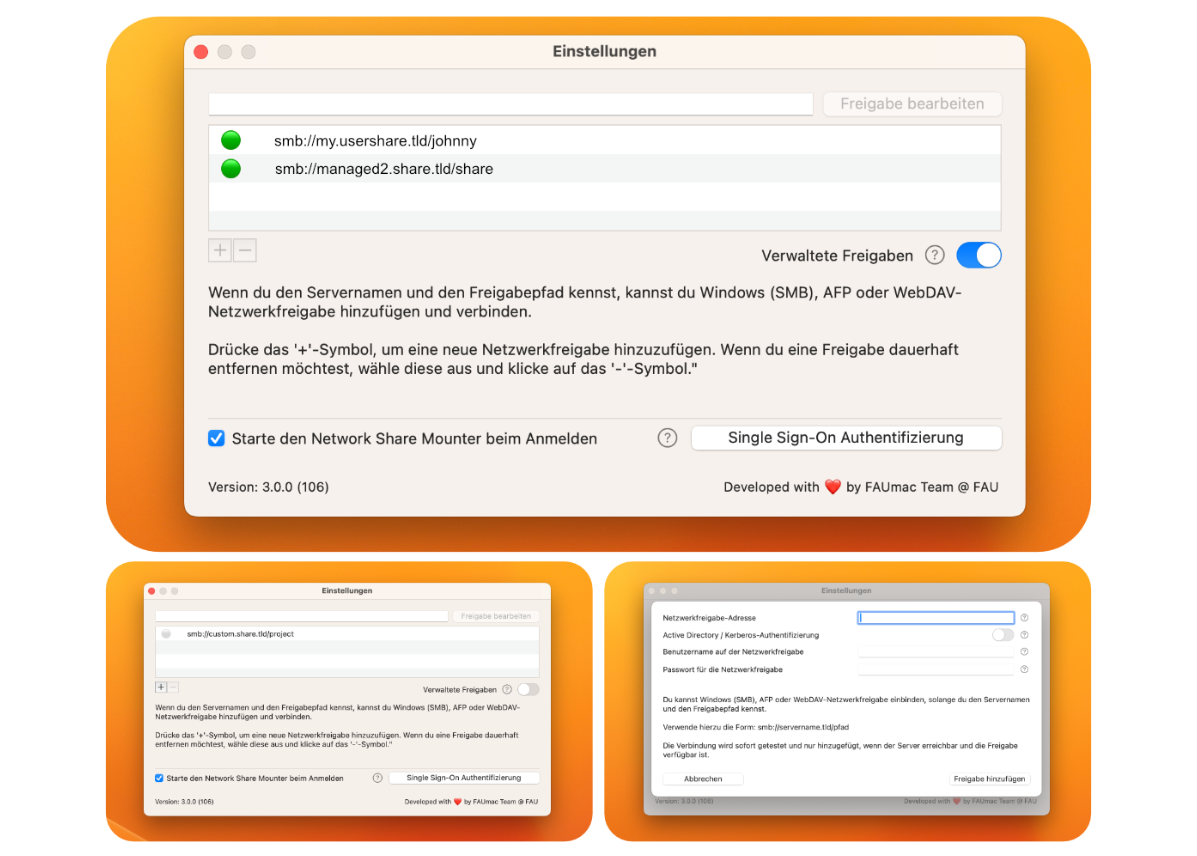 Einstellungen
Freigabe bearbeiten
smb://my.usershare.tld/johnny
smb://managed2.share.tld/share
Verwaltete Freigaben ?
Wenn du den Servernamen und den Freigabepfad kennst, kannst du Windows (SMB), AFP oder WebDAV-
Netzwerkfreigabe hinzufügen und verbinden.
Drücke das '+'-Symbol, um eine neue Netzwerkfreigabe hinzuzufügen. Wenn du eine Freigabe dauerhaft
entfernen möchtest, wähle diese aus und klicke auf das '-'-Symbol."
Starte den Network Share Mounter beim Anmelden ? Single Sign-On Authentifizierung
Version: 3.0.0 (106) Developed with ❤️ by FAUmac Team @ FAU
Einstellungen
Freigabe bearbeiten
smb://custom.share.tld/project
Verwaltete Freigaben ?
Wenn du den Servernamen und den Freigabepfad kennst, kannst du Windows (SMB), AFP oder WebDAV-
Netzwerkfreigabe hinzufügen und verbinden.
Drücke das '+'-Symbol, um eine neue Netzwerkfreigabe hinzuzufügen. Wenn du eine Freigabe dauerhaft
entfernen möchtest, wähle diese aus und klicke auf das '-'-Symbol."
Starte den Network Share Mounter beim Anmelden ? Single Sign-On Authentifizierung
Version: 3.0.0 (106) Developed with ❤️ by FAUmac Team @ FAU
Einstellungen
Netzwerkfreigabe-Adresse ?
Active Directory / Kerberos-Authentifizierung ?
Benutzername auf der Netzwerkfreigabe ?
Passwort für die Netzwerkfreigabe ?
Du kannst Windows (SMB), AFP oder WebDAV-Netzwerkfreigabe einbinden, solange du den Servernamen
und den Freigabepfad kennst.
Verwende hierzu die Form: smb://servername.tld/pfad
Die Verbindung wird sofort getestet und nur hinzugefügt, wenn der Server erreichbar und die Freigabe
verfügbar ist.
Abbrechen Freigabe hinzufügen
Version: 3.0.0 (106) Developed with ❤️ by FAUmac Team @ FAU